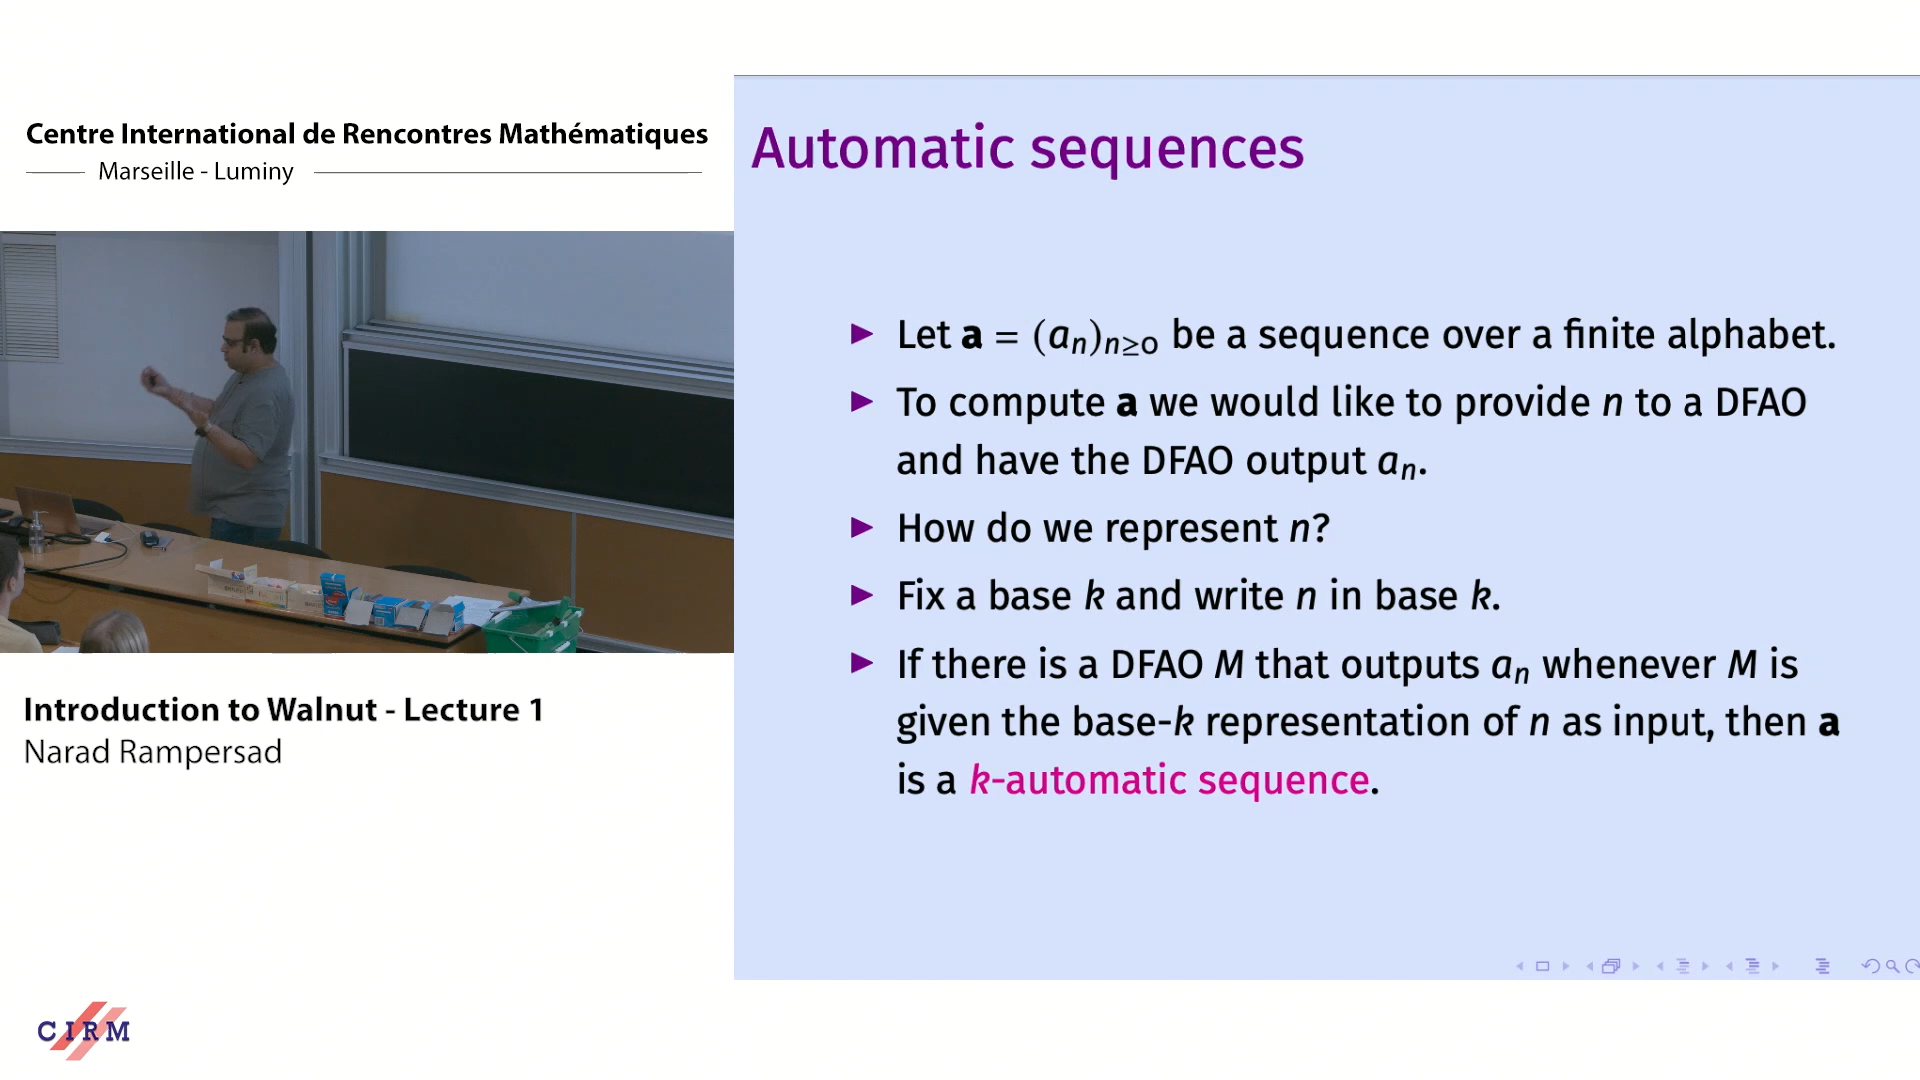 Centre International de Rencontres Mathématiques
Marseille - Luminy
Introduction to Walnut - Lecture 1
Narad Rampersad
CIRM
Automatic sequences
▶ Let a = (aₙ)ₙ≥₀ be a sequence over a finite alphabet.
▶ To compute a we would like to provide n to a DFAO
and have the DFAO output aₙ.
▶ How do we represent n?
▶ Fix a base k and write n in base k.
▶ If there is a DFAO M that outputs aₙ whenever M is
given the base-k representation of n as input, then a
is a k-automatic sequence.